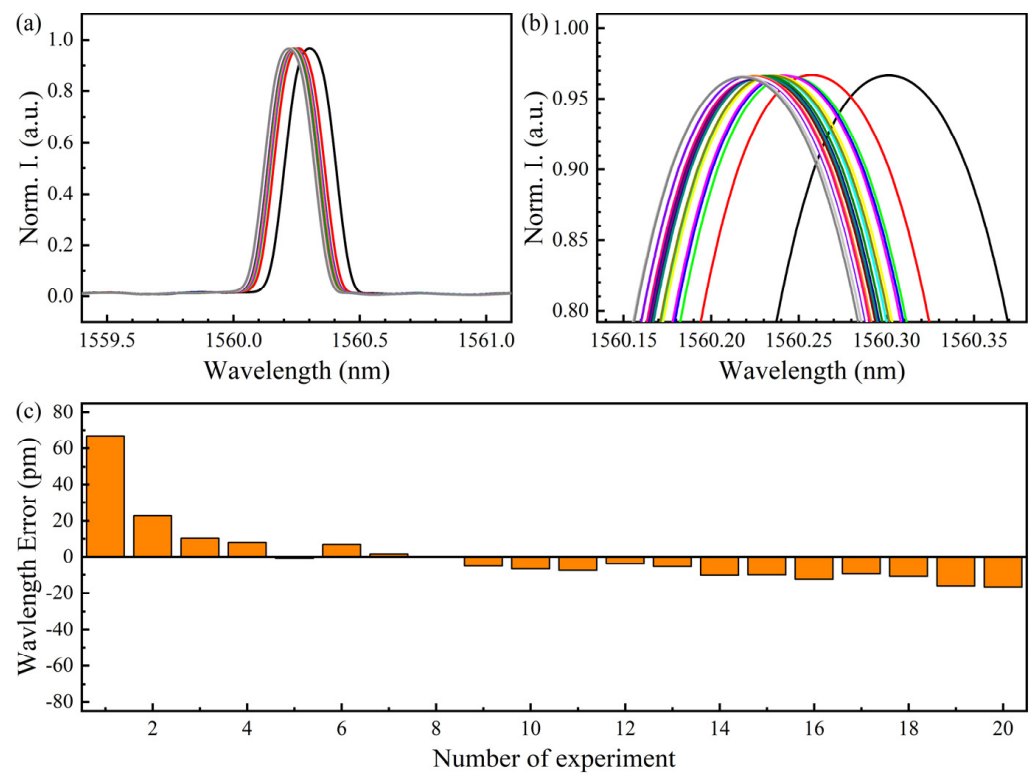 (a)
1.0
0.8
0.6
0.4
0.2
0.0
Norm. I. (a.u.)
1559.5 1560.0 1560.5 1561.0
Wavelength (nm)
(b)
1.00
0.95
0.90
0.85
0.80
Norm. I. (a.u.)
1560.15 1560.20 1560.25 1560.30 1560.35
Wavelength (nm)
(c)
80
60
40
20
0
-20
-40
-60
-80
Wavlength Error (pm)
2 4 6 8 10 12 14 16 18 20
Number of experiment